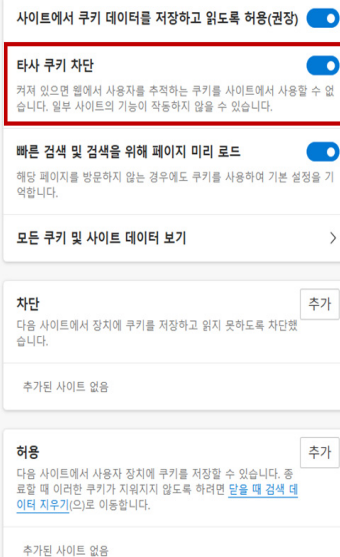 사이트에서 쿠키 데이터를 저장하고 읽도록 허용(권장)
타사 쿠키 차단
켜져 있으면 웹에서 사용자를 추적하는 쿠키를 사이트에서 사용할 수 없
습니다. 일부 사이트의 기능이 작동하지 않을 수 있습니다.
빠른 검색 및 검색을 위해 페이지 미리 로드
해당 페이지를 방문하지 않는 경우에도 쿠키를 사용하여 기본 설정을 기
억합니다.
모든 쿠키 및 사이트 데이터 보기
차단
추가
다음 사이트에서 장치에 쿠키를 저장하고 읽지 못하도록 차단했
습니다.
추가된 사이트 없음
허용
추가
다음 사이트에서 사용자 장치에 쿠키를 저장할 수 있습니다. 종
료할 때 이러한 쿠키가 지워지지 않도록 하려면 닫을 때 검색 데
이터 지우기(으)로 이동합니다.
추가된 사이트 없음